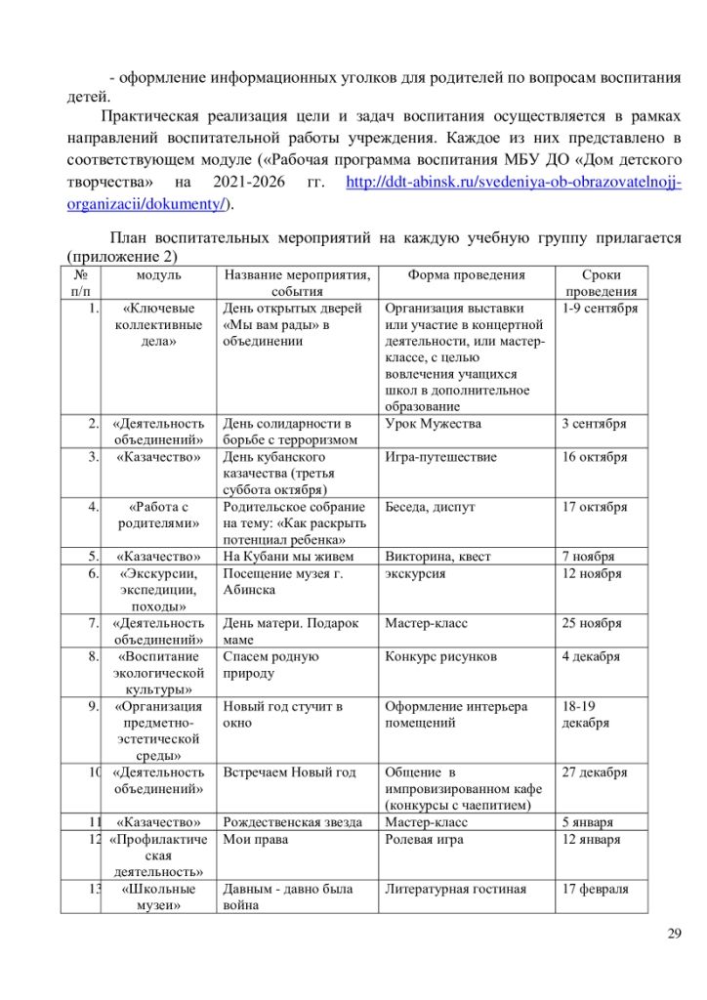 - оформление информационных уголков для родителей по вопросам воспитания
детей.
Практическая реализация цели и задач воспитания осуществляется в рамках
направлений воспитательной работы учреждения. Каждое из них представлено в
соответствующем модуле («Рабочая программа воспитания МБУ ДО «Дом детского
творчества» на 2021-2026 гг. http://ddt-abinsk.ru/svedeniya-ob-obrazovatelnojj-
organizacii/dokumenty/).
План воспитательных мероприятий на каждую учебную группу прилагается
(приложение 2)
№ модуль Название мероприятия, Форма проведения Сроки
п/п события проведения
1. «Ключевые День открытых дверей Организация выставки 1-9 сентября
коллективные «Мы вам рады» в или участие в концертной
дела» объединении деятельности, или мастер-
классе, с целью
вовлечения учащихся
школ в дополнительное
образование
2. «Деятельность День солидарности в Урок Мужества 3 сентября
объединений» борьбе с терроризмом
3. «Казачество» День кубанского Игра-путешествие 16 октября
казачества (третья
суббота октября)
4. «Работа с Родительское собрание Беседа, диспут 17 октября
родителями» на тему: «Как раскрыть
потенциал ребенка»
5. «Казачество» На Кубани мы живем Викторина, квест 7 ноября
6. «Экскурсии, Посещение музея г. экскурсия 12 ноября
экспедиции, Абинска
походы»
7. «Деятельность День матери. Подарок Мастер-класс 25 ноября
объединений» маме
8. «Воспитание Спасем родную Конкурс рисунков 4 декабря
экологической природу
культуры»
9. «Организация Новый год стучит в Оформление интерьера 18-19
предметно- окно помещений декабря
эстетической
среды»
10 «Деятельность Встречаем Новый год Общение в 27 декабря
объединений» импровизированном кафе
(конкурсы с чаепитием)
11 «Казачество» Рождественская звезда Мастер-класс 5 января
12 «Профилактиче Мои права Ролевая игра 12 января
ская
деятельность»
13 «Школьные Давным - давно была Литературная гостиная 17 февраля
музеи» война
29